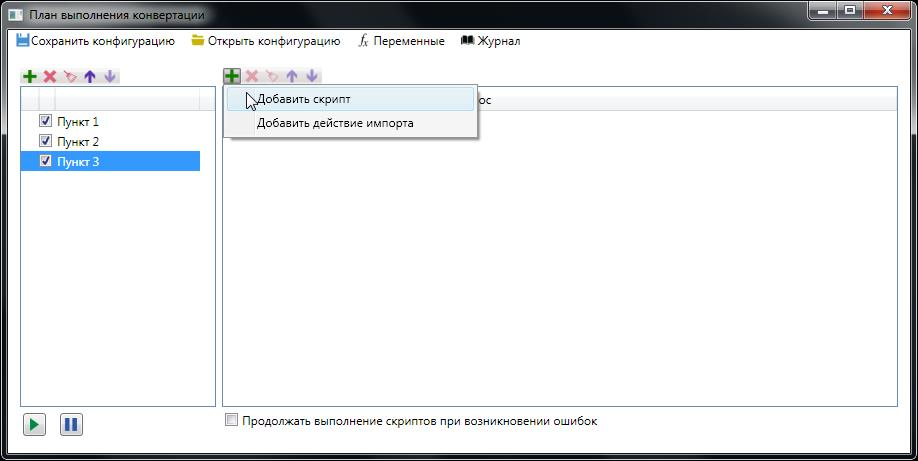 План выполнения конвертации
Сохранить конфигурацию Открыть конфигурацию fx Переменные Журнал
Добавить скрипт ос
Добавить действие импорта
Пункт 1
Пункт 2
Пункт 3
Продолжать выполнение скриптов при возникновении ошибок